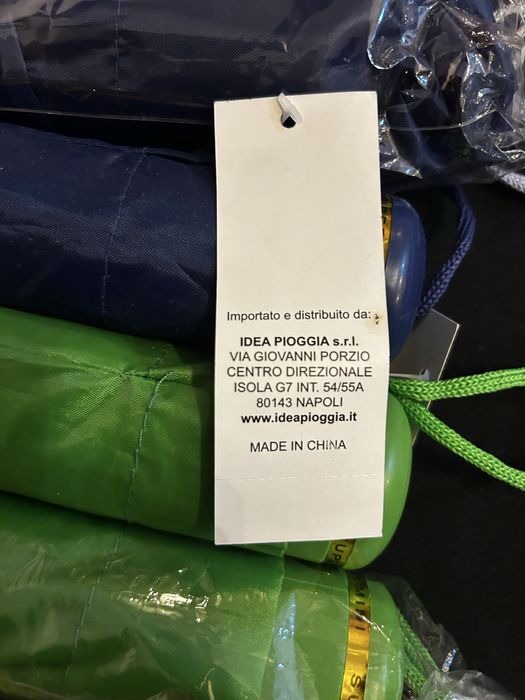 Importato e distribuito da:
IDEA PIOGGIA s.r.l.
VIA GIOVANNI PORZIO
CENTRO DIREZIONALE
ISOLA G7 INT. 54/55A
80143 NAPOLI
www.ideapioggia.it
MADE IN CHINA
MINI